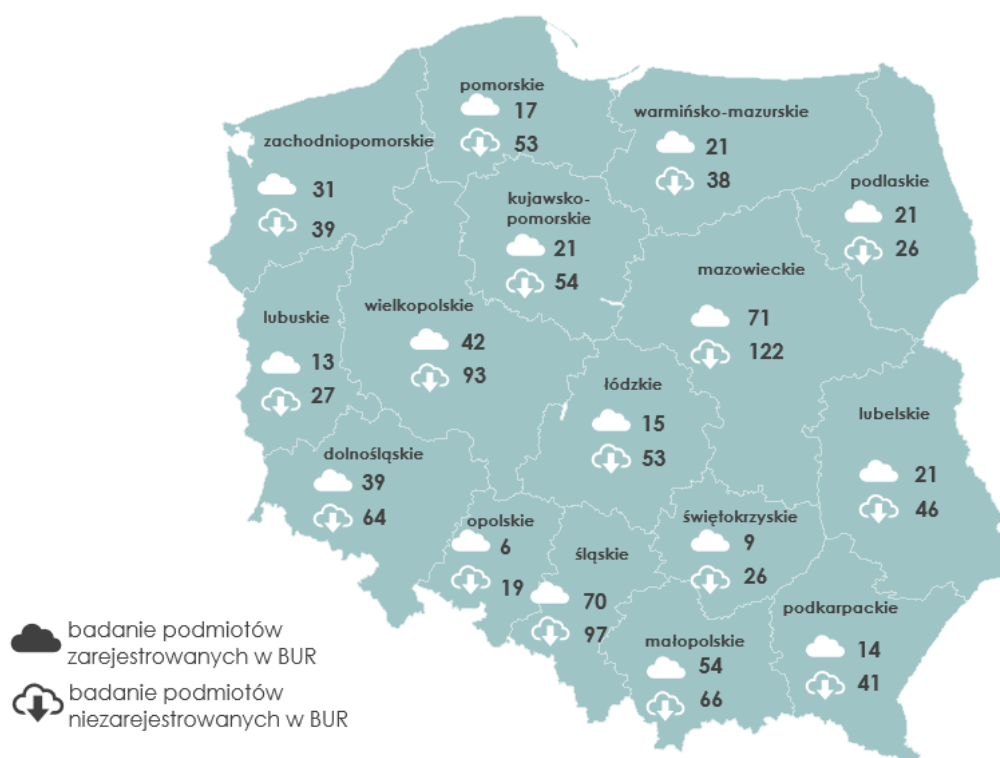 pomorskie
17
53
warmińsko-mazurskie
21
38
zachodniopomorskie
31
39
podlaskie
21
26
kujawsko-
pomorskie
21
54
mazowieckie
71
122
lubuskie
13
27
wielkopolskie
42
93
łódzkie
15
53
lubelskie
21
46
dolnośląskie
39
64
opolskie
6
19
śląskie
70
97
świętokrzyskie
9
26
podkarpackie
14
41
małopolskie
54
66
badanie podmiotów
zarejestrowanych w BUR
badanie podmiotów
niezarejestrowanych w BUR